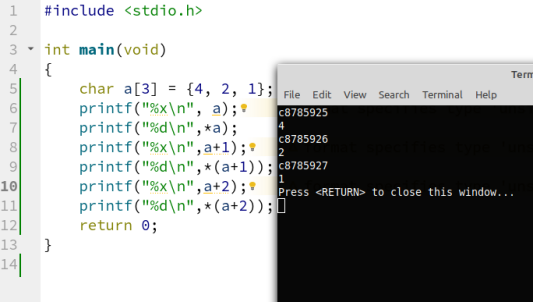 1 #include <stdio.h>
2
3 int main(void)
4 {
5 char a[3] = {4, 2, 1};
6 printf("%x\n", a);
7 printf("%d\n",*a);
8 printf("%x\n",a+1);
9 printf("%d\n",*(a+1));
10 printf("%x\n",a+2);
11 printf("%d\n",*(a+2));
12 return 0;
13 }
14
Term
File Edit View Search Terminal Help
c8785925
4
c8785926
2
c8785927
1
Press <RETURN> to close this window...